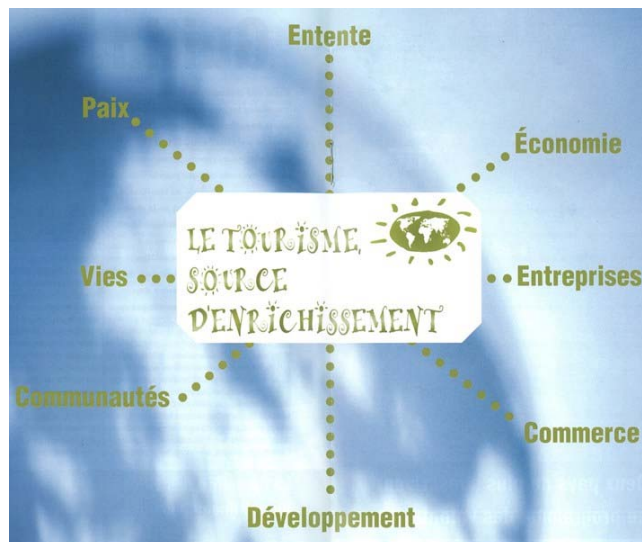 Entente
Paix
Économie
LE TOURISME,
SOURCE
D'ENRICHISSEMENT
Vies
Entreprises
Communautés
Commerce
Développement